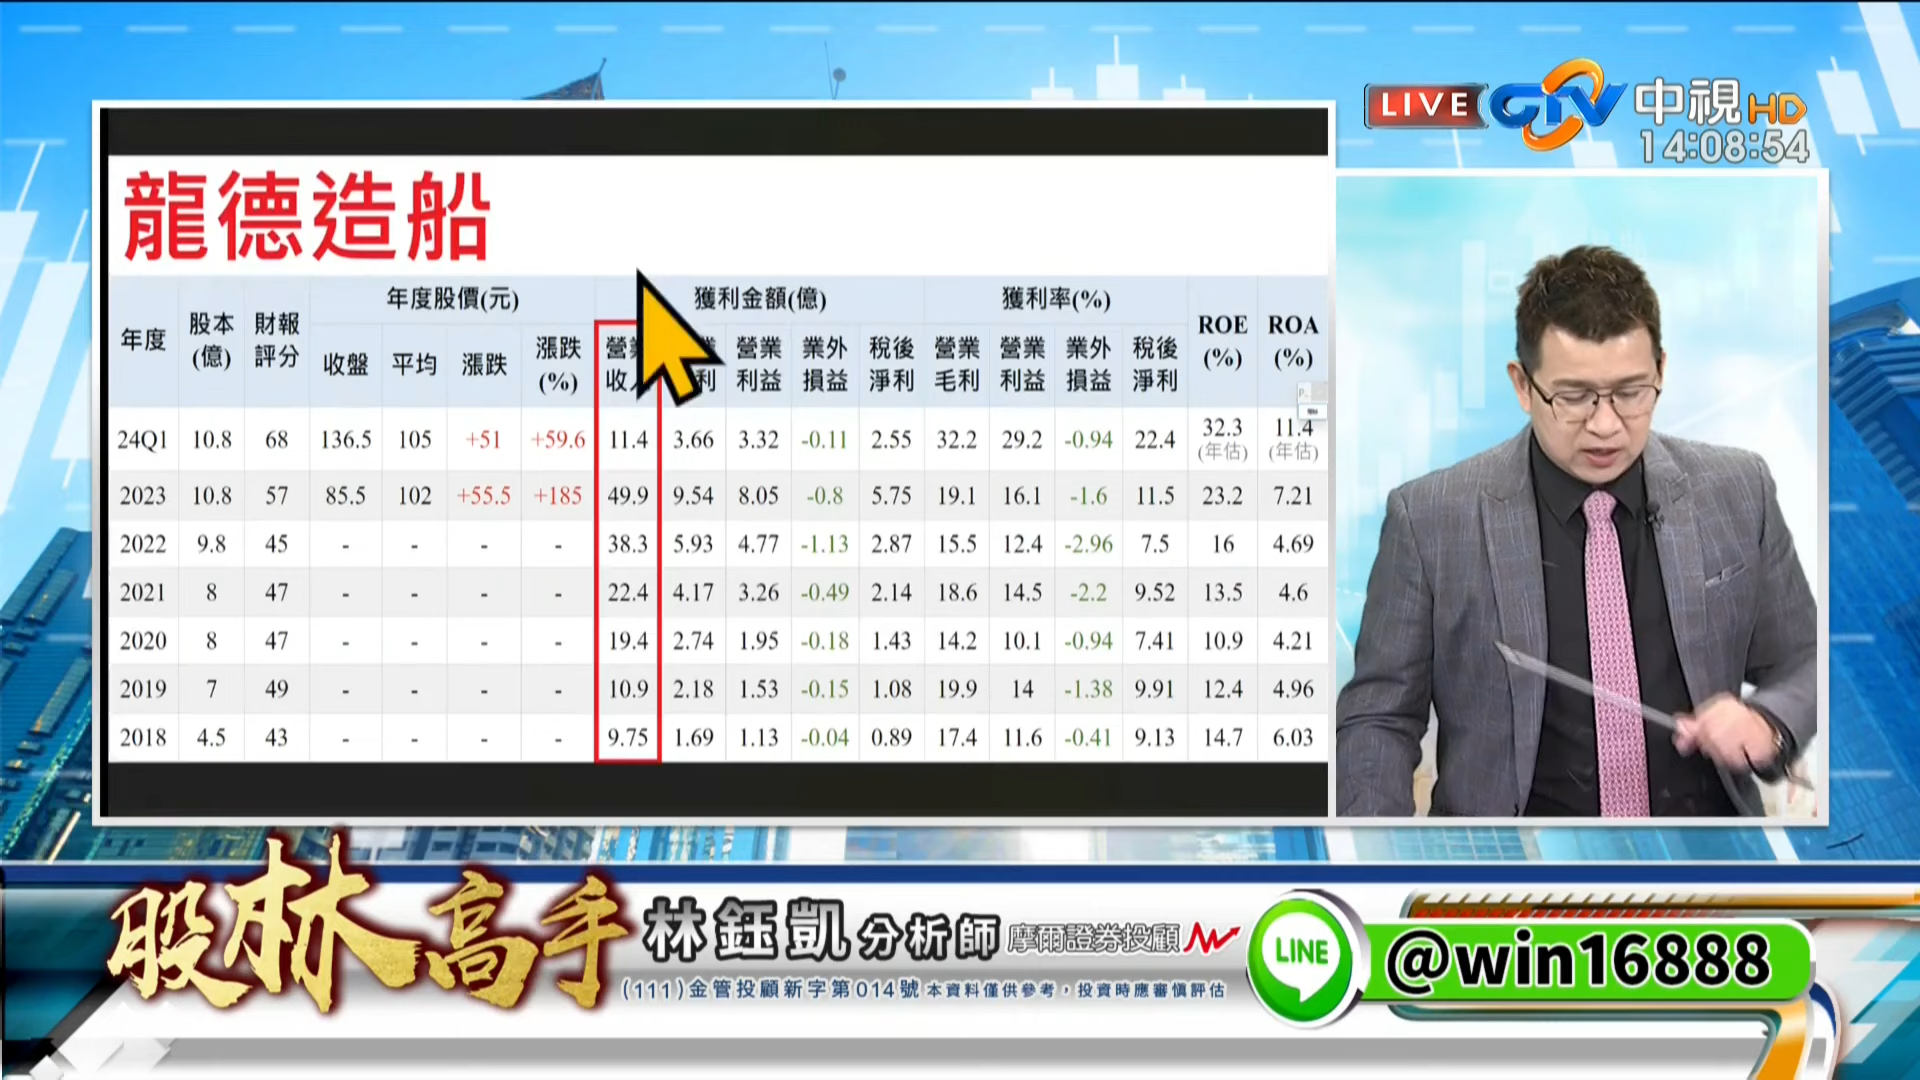 LIVE CTV 中視HD
14:08:54
龍德造船
年度 股本(億) 財報評分 年度股價(元) 獲利金額(億) 獲利率(%) ROE(%) ROA(%)
收盤 平均 漲跌 漲跌(%) 營業收 利 營業利益 業外損益 稅後淨利 營業毛利 營業利益 業外損益 稅後淨利
24Q1 10.8 68 136.5 105 +51 +59.6 11.4 3.66 3.32 -0.11 2.55 32.2 29.2 -0.94 22.4 32.3(年估) 11.4(年估)
2023 10.8 57 85.5 102 +55.5 +185 49.9 9.54 8.05 -0.8 5.75 19.1 16.1 -1.6 11.5 23.2 7.21
2022 9.8 45 - - - - 38.3 5.93 4.77 -1.13 2.87 15.5 12.4 -2.96 7.5 16 4.69
2021 8 47 - - - - 22.4 4.17 3.26 -0.49 2.14 18.6 14.5 -2.2 9.52 13.5 4.6
2020 8 47 - - - - 19.4 2.74 1.95 -0.18 1.43 14.2 10.1 -0.94 7.41 10.9 4.21
2019 7 49 - - - - 10.9 2.18 1.53 -0.15 1.08 19.9 14 -1.38 9.91 12.4 4.96
2018 4.5 43 - - - - 9.75 1.69 1.13 -0.04 0.89 17.4 11.6 -0.41 9.13 14.7 6.03
股林高手
林鈺凱 分析師 摩爾證券投顧
(111)金管投顧新字第014號 本資料僅供參考，投資時應審慎評估
LINE @win16888